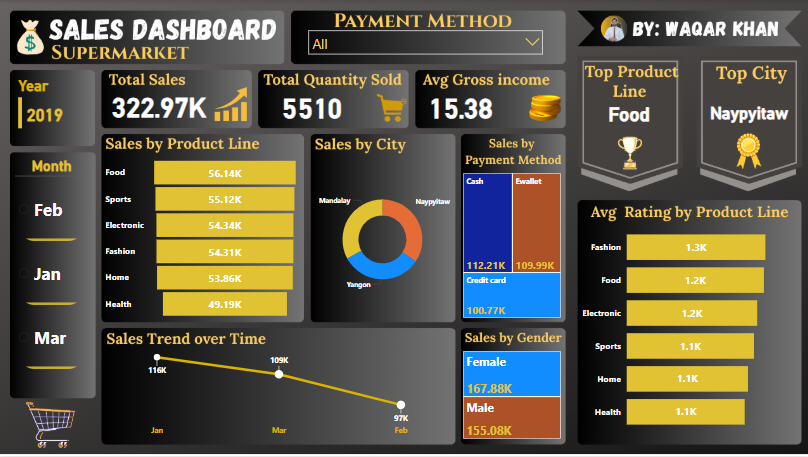 SALES DASHBOARD
SUPERMARKET
PAYMENT METHOD
All
BY: WAQAR KHAN
Year
2019
Month
Feb
Jan
Mar
Total Sales
322.97K
Total Quantity Sold
5510
Avg Gross income
15.38
Top Product Line
Food
Top City
Naypyitaw
Sales by Product Line
Food 56.14K
Sports 55.12K
Electronic 54.34K
Fashion 54.31K
Home 53.86K
Health 49.19K
Sales by City
Mandalay
Naypyitaw
Yangon
Sales by
Payment Method
Cash
112.21K
Ewallet
109.99K
Credit card
100.77K
Avg Rating by Product Line
Fashion 1.3K
Food 1.2K
Electronic 1.2K
Sports 1.1K
Home 1.1K
Health 1.1K
Sales Trend over Time
116K
109K
97K
Jan
Mar
Feb
Sales by Gender
Female
167.88K
Male
155.08K